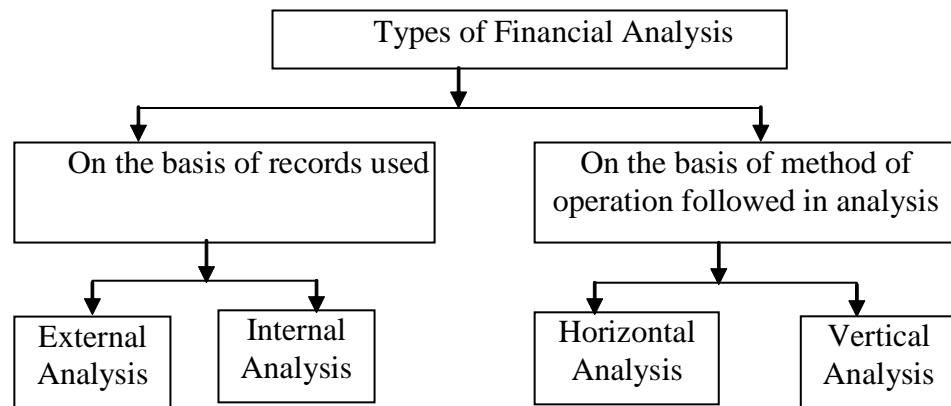 Types of Financial Analysis
On the basis of records used
On the basis of method of
operation followed in analysis
External
Analysis
Internal
Analysis
Horizontal
Analysis
Vertical
Analysis